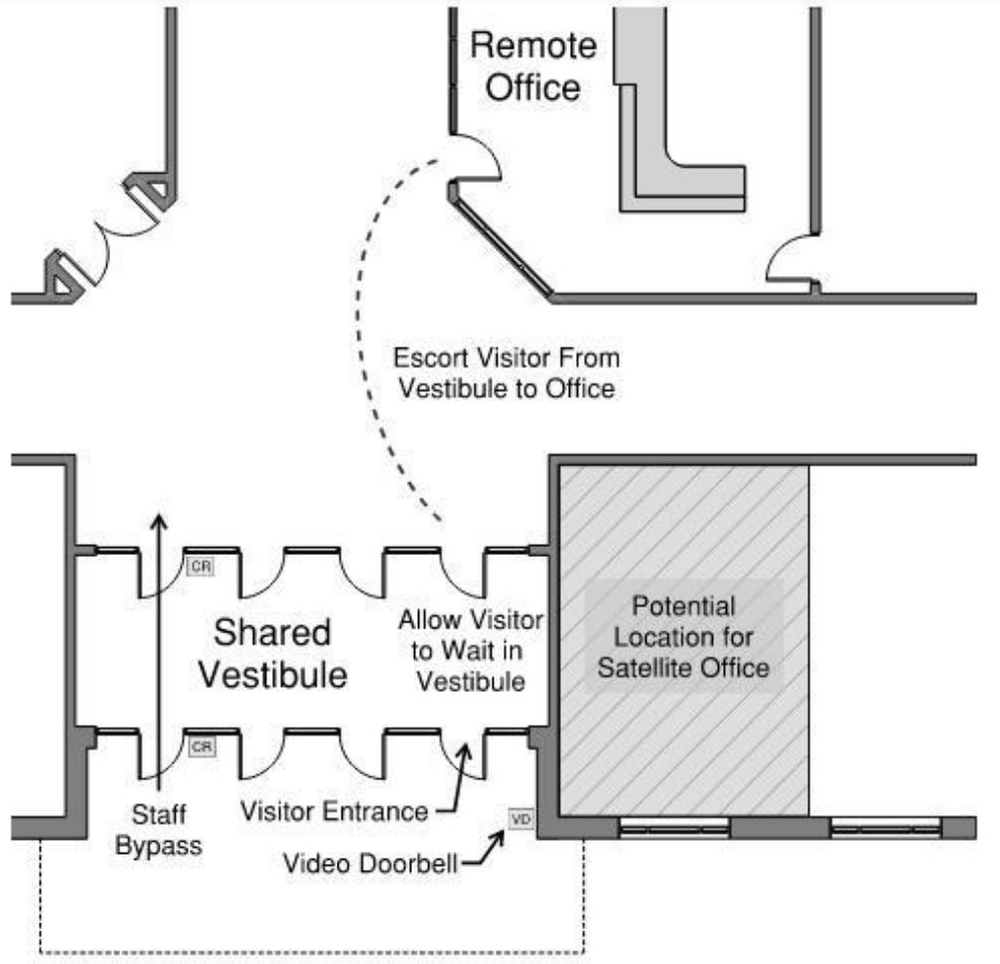 Remote
Office
Escort Visitor From
Vestibule to Office
CR
Shared
Vestibule
Allow Visitor
to Wait in
Vestibule
Potential
Location for
Satellite Office
CR
Staff
Bypass
Visitor Entrance
VD
Video Doorbell